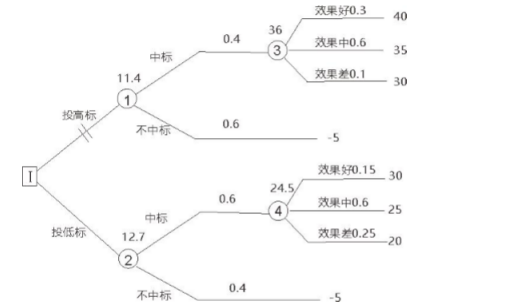 效果好0.3 40
36
0.4 ③ 效果中0.6 35
中标
效果差0.1 30
11.4
①
投高标
不中标 0.6 -5
I
效果好0.15 30
24.5
0.6 ④ 效果中0.6 25
中标
效果差0.25 20
投低标 12.7
②
不中标 0.4 -5